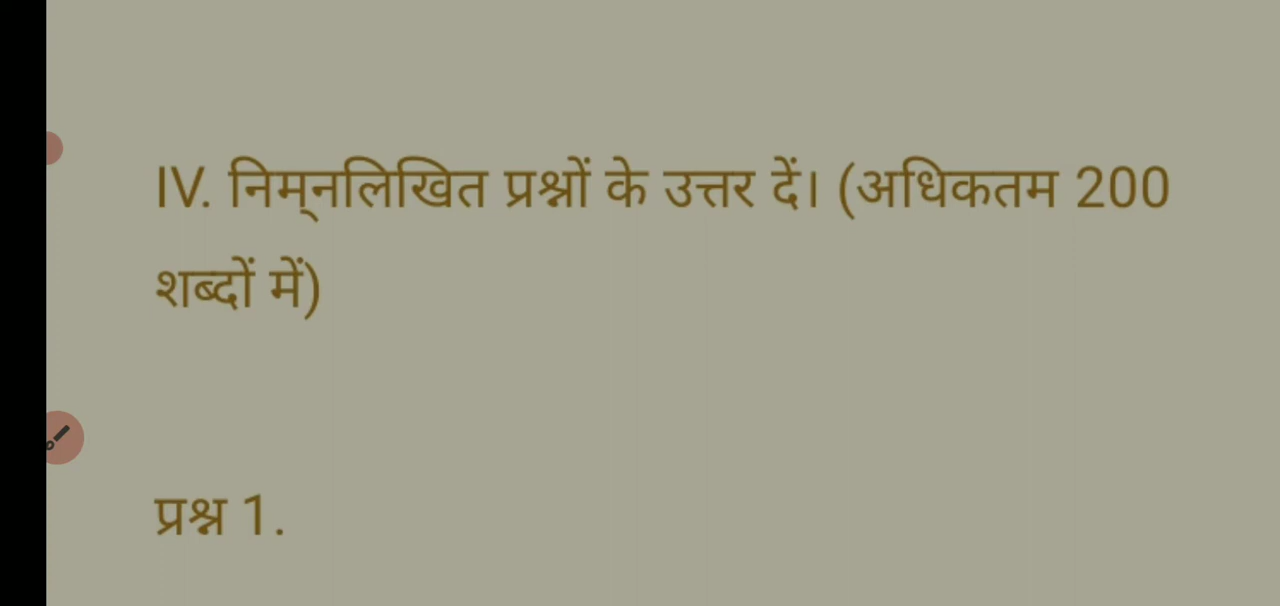 IV. निम्नलिखित प्रश्नों के उत्तर दें। (अधिकतम 200
शब्दों में)
प्रश्न 1.